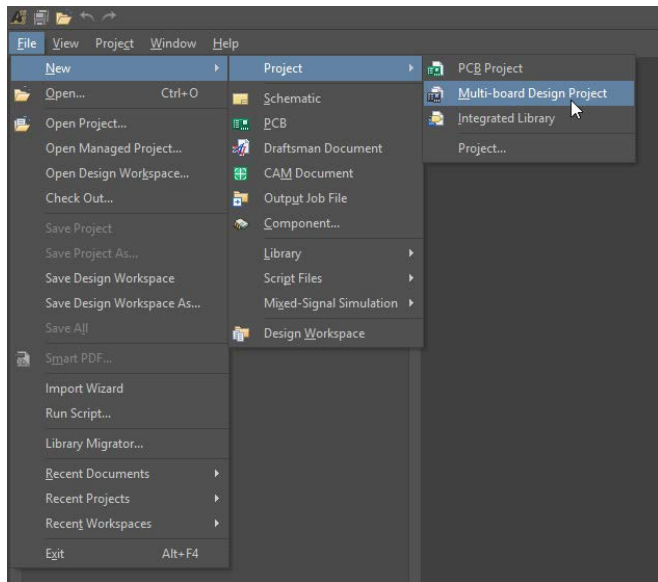 File View Project Window Help
New
Open... Ctrl+O
Open Project...
Open Managed Project...
Open Design Workspace...
Check Out...
Save Project
Save Project As...
Save Design Workspace
Save Design Workspace As...
Save All
Smart PDF...
Import Wizard
Run Script...
Library Migrator...
Recent Documents
Recent Projects
Recent Workspaces
Exit Alt+F4
Project
Schematic
PCB
Draftsman Document
CAM Document
Output Job File
Component...
Library
Script Files
Mixed-Signal Simulation
Design Workspace
PCB Project
Multi-board Design Project
Integrated Library
Project...